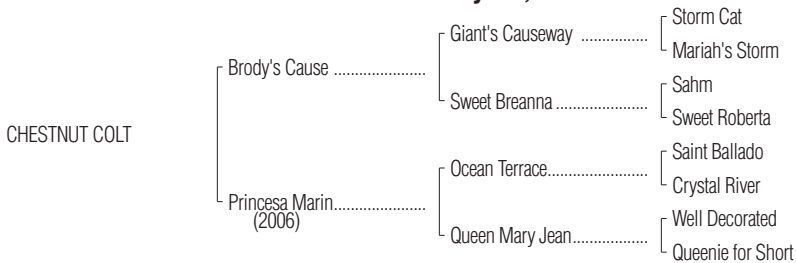 Storm Cat
Giant's Causeway ................
Mariah's Storm
Brody's Cause ......................
Sahm
Sweet Breanna ......................
Sweet Roberta
CHESTNUT COLT
Saint Ballado
Ocean Terrace........................
Crystal River
Princesa Marin......................
(2006)
Well Decorated
Queen Mary Jean..................
Queenie for Short